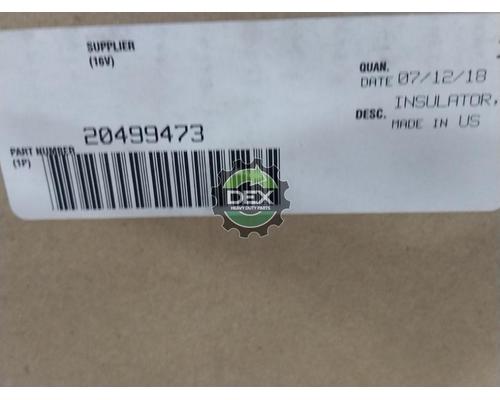 SUPPLIER
(16V)
QUAN.
DATE 07/12/18
DESC. INSULATOR,
MADE IN US
PART NUMBER 20499473
(1P)
DEX
HEAVY DUTY PARTS